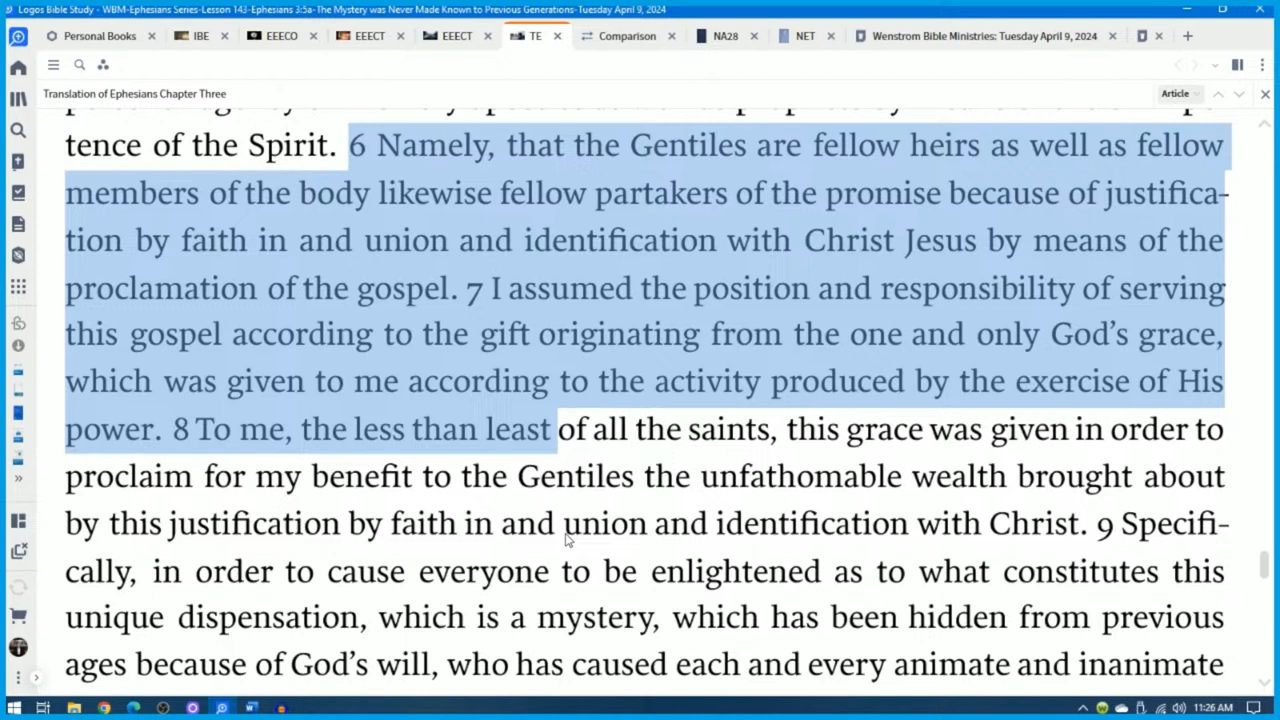 Logos Bible Study - WBM-Ephesians Series-Lesson 143-Ephesians 3:5a-The Mystery was Never Made Known to Previous Generations-Tuesday April 9, 2024
Personal Books IBE EEECO EEECT EEECT TE Comparison NA28 NET Wenstrom Bible Ministries: Tuesday April 9, 2024
Translation of Ephesians Chapter Three Article
tence of the Spirit. 6 Namely, that the Gentiles are fellow heirs as well as fellow
members of the body likewise fellow partakers of the promise because of justifica-
tion by faith in and union and identification with Christ Jesus by means of the
proclamation of the gospel. 7 I assumed the position and responsibility of serving
this gospel according to the gift originating from the one and only God's grace,
which was given to me according to the activity produced by the exercise of His
power. 8 To me, the less than least of all the saints, this grace was given in order to
proclaim for my benefit to the Gentiles the unfathomable wealth brought about
by this justification by faith in and union and identification with Christ. 9 Specifi-
cally, in order to cause everyone to be enlightened as to what constitutes this
unique dispensation, which is a mystery, which has been hidden from previous
ages because of God's will, who has caused each and every animate and inanimate
11:26 AM